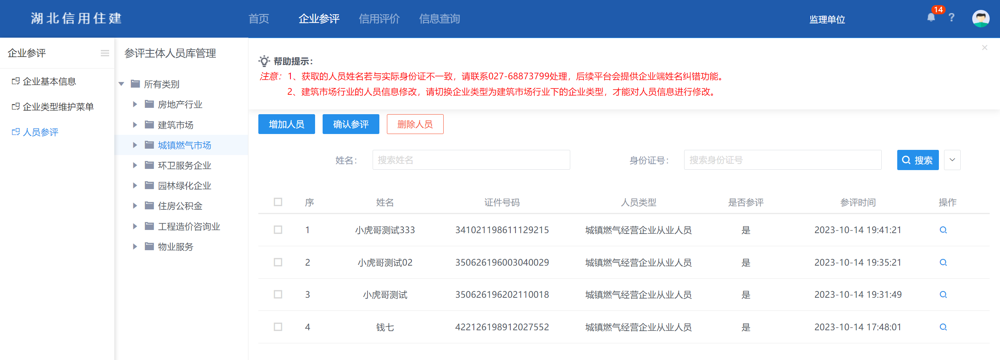 湖北信用住建
首页 企业参评 信用评价 信息查询
监理单位
14
?
企业参评
企业基本信息
企业类型维护菜单
人员参评
参评主体人员库管理
所有类别
房地产行业
建筑市场
城镇燃气市场
环卫服务企业
园林绿化企业
住房公积金
工程造价咨询业
物业服务
帮助提示：
注意：1、获取的人员姓名若与实际身份证不一致，请联系027-68873799处理，后续平台会提供企业端姓名纠错功能。
2、建筑市场行业的人员信息修改，请切换企业类型为建筑市场行业下的企业类型，才能对人员信息进行修改。
增加人员 确认参评 删除人员
姓名： 搜索姓名 身份证号： 搜索身份证号 搜索
序 姓名 证件号码 人员类型 是否参评 参评时间 操作
1 小虎哥测试333 341021198611129215 城镇燃气经营企业从业人员 是 2023-10-14 19:41:21
2 小虎哥测试02 350626196003040029 城镇燃气经营企业从业人员 是 2023-10-14 19:35:21
3 小虎哥测试 350626196202110018 城镇燃气经营企业从业人员 是 2023-10-14 19:31:49
4 钱七 422126198912027552 城镇燃气经营企业从业人员 是 2023-10-14 17:48:01